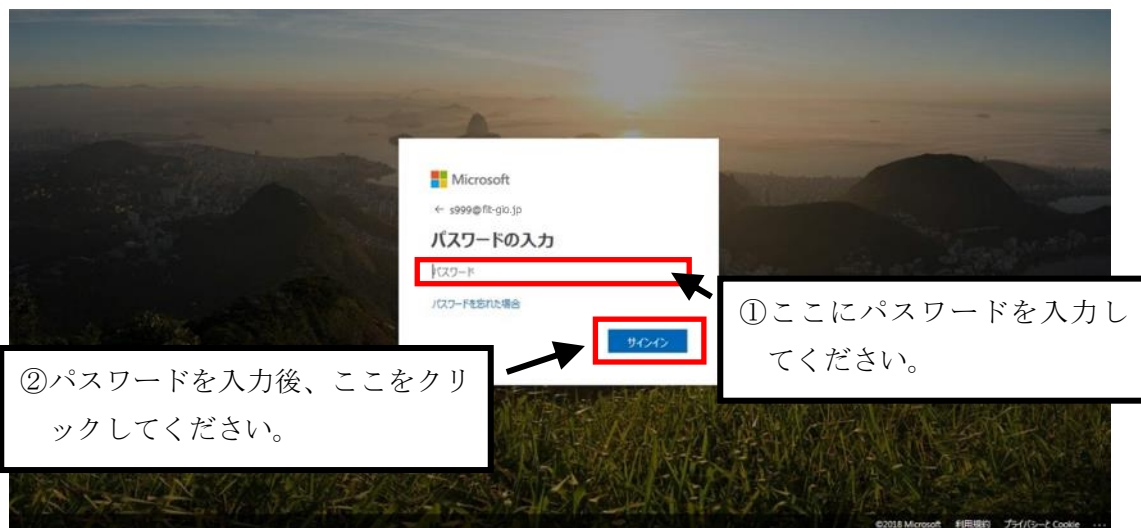 Microsoft
← s999@fit-gio.jp
パスワードの入力
パスワード
パスワードを忘れた場合
サインイン
①ここにパスワードを入力し
てください。
②パスワードを入力後、ここをクリ
ックしてください。
©2018 Microsoft 利用規約 プライバシーと Cookie ...